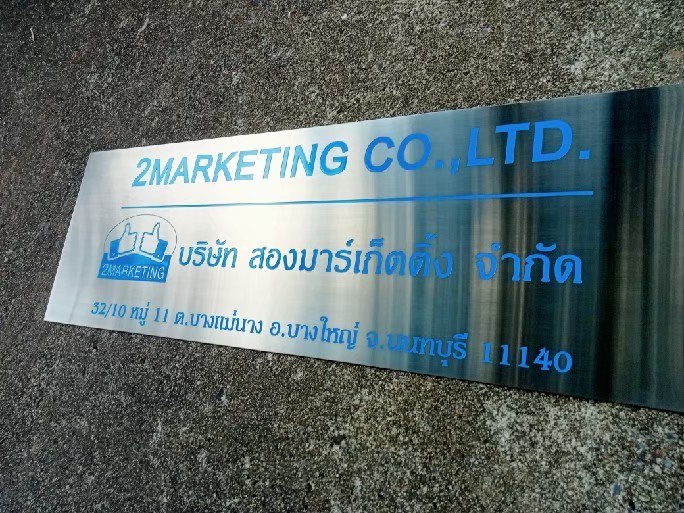 2MARKETING CO.,LTD.
2MARKETING
บริษัท สองมาร์เก็ตติ้ง จำกัด
52/10 หมู่ 11 ต.บางแม่นาง อ.บางใหญ่ จ.นนทบุรี 11140